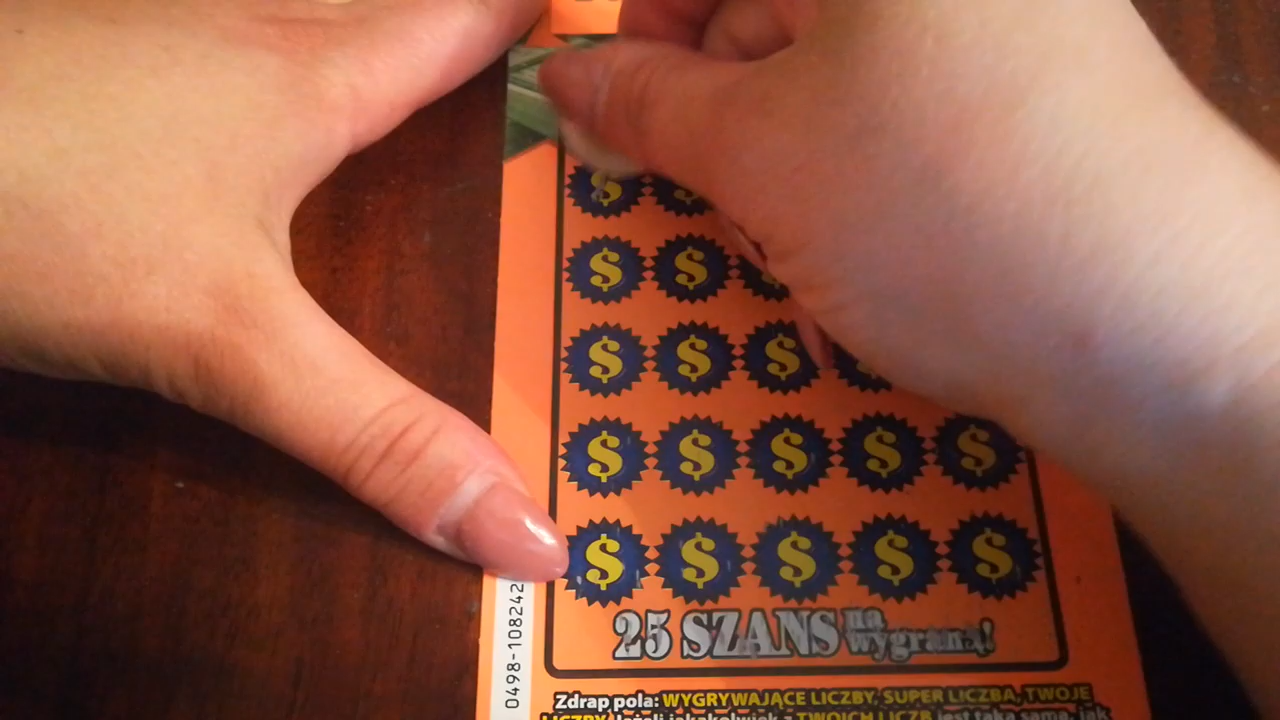 $ $
$ $ $
$ $ $ $
$ $ $ $ $
$ $ $ $ $
25 SZANS na wygraną!
0498-108242
Zdrap pola: WYGRYWAJĄCE LICZBY, SUPER LICZBA, TWOJE
LICZBY. Jeżeli jakakolwiek z TWOICH LICZB jest taka sama, jak